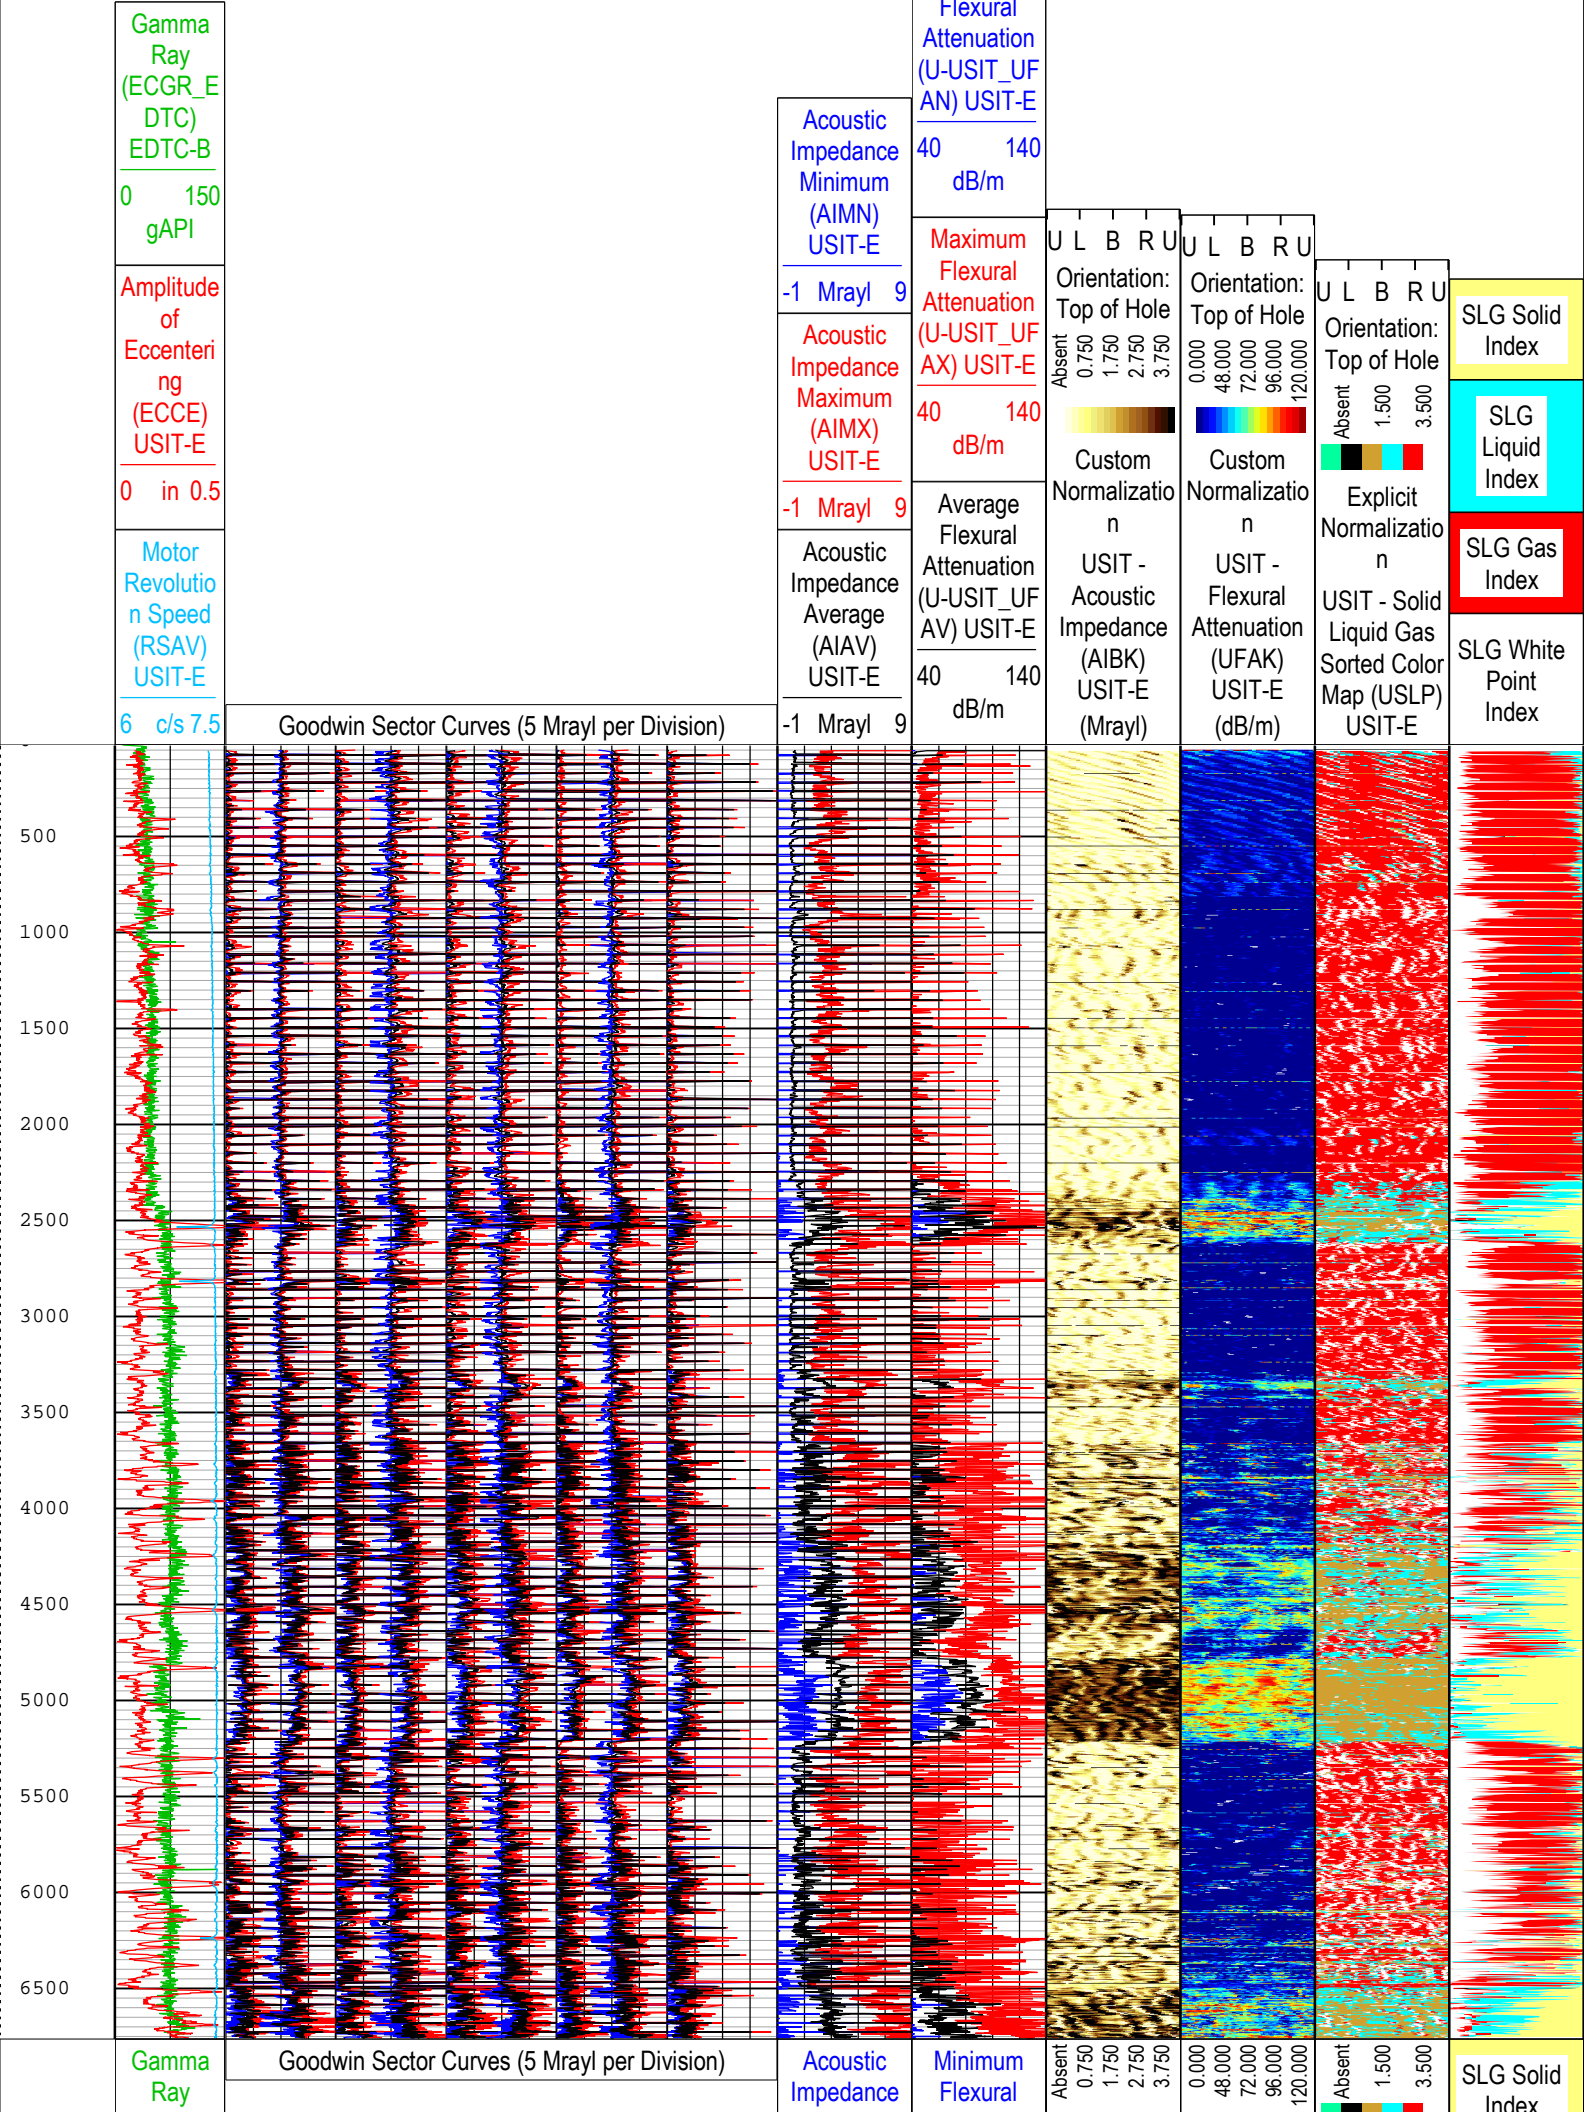 Gamma
Ray
(ECGR_E
DTC)
EDTC-B
0 150
gAPI
Amplitude
of
Eccenteri
ng
(ECCE)
USIT-E
0 in 0.5
Motor
Revolutio
n Speed
(RSAV)
USIT-E
6 c/s 7.5
Goodwin Sector Curves (5 Mrayl per Division)
Acoustic
Impedance
Minimum
(AIMN)
USIT-E
-1 Mrayl 9
Acoustic
Impedance
Maximum
(AIMX)
USIT-E
-1 Mrayl 9
Acoustic
Impedance
Average
(AIAV)
USIT-E
-1 Mrayl 9
Flexural
Attenuation
(U-USIT_UF
AN) USIT-E
40 140
dB/m
Maximum
Flexural
Attenuation
(U-USIT_UF
AX) USIT-E
40 140
dB/m
Average
Flexural
Attenuation
(U-USIT_UF
AV) USIT-E
40 140
dB/m
U L B R U
Orientation:
Top of Hole
Absent 0.750 1.750 2.750 3.750
Custom
Normalizatio
n
USIT -
Acoustic
Impedance
(AIBK)
USIT-E
(Mrayl)
U L B R U
Orientation:
Top of Hole
0.000 48.000 72.000 96.000 120.000
Custom
Normalizatio
n
USIT -
Flexural
Attenuation
(UFAK)
USIT-E
(dB/m)
U L B R U
Orientation:
Top of Hole
Absent 1.500 3.500
Explicit
Normalizatio
n
USIT - Solid
Liquid Gas
Sorted Color
Map (USLP)
USIT-E
SLG Solid
Index
SLG
Liquid
Index
SLG Gas
Index
SLG White
Point
Index
500
1000
1500
2000
2500
3000
3500
4000
4500
5000
5500
6000
6500
Gamma
Ray
Goodwin Sector Curves (5 Mrayl per Division)
Acoustic
Impedance
Minimum
Flexural
Absent 0.750 1.750 2.750 3.750
0.000 48.000 72.000 96.000 120.000
Absent 1.500 3.500
SLG Solid
Index